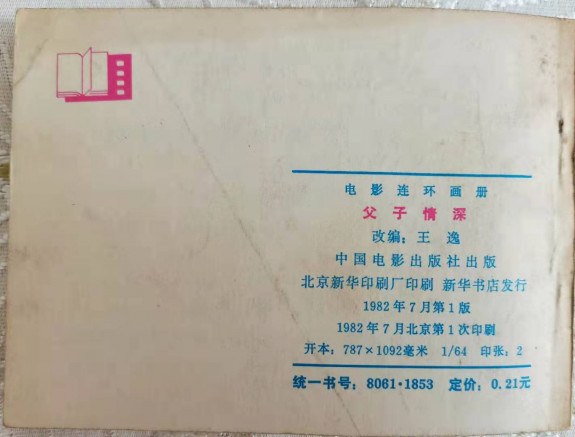 电影连环画册
父子情深
改编：王逸
中国电影出版社出版
北京新华印刷厂印刷 新华书店发行
1982年7月第1版
1982年7月北京第1次印刷
开本：787×1092毫米 1/64 印张：2
统一书号：8061·1853 定价：0.21元